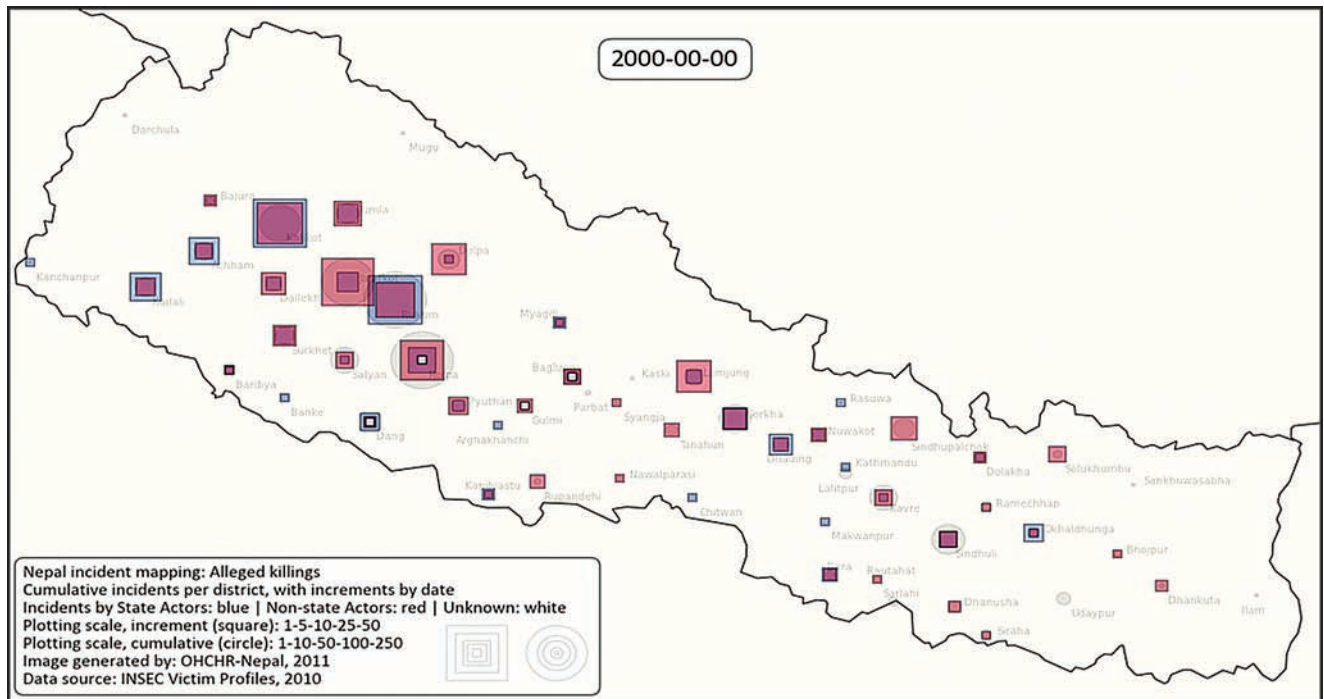 2000-00-00
Darchula
Mugu
Bajura
Jumla
Kalikot
Achham
Dolpa
Kanchanpur
Kailali
Dailekh
Myagdi
Surkhet
Salyan
Rolpa
Bardiya
Baglung
Kaski
Lamjung
Parbat
Banke
Pyuthan
Gulmi
Syangja
Rasuwa
Gorkha
Dang
Arghakhanchi
Tanahun
Nuwakot
Sindhupalchok
Dhading
Kathmandu
Dolakha
Solukhumbu
Sankhuwasabha
Kapilvastu
Rupandehi
Nawalparasi
Lalitpur
Chitwan
Kavre
Ramechhap
Makwanpur
Okhaldhunga
Sindhuli
Bhojpur
Bara
Rautahat
Sarlahi
Dhanusha
Udaypur
Dhankuta
Ilam
Siraha
Nepal incident mapping: Alleged killings
Cumulative incidents per district, with increments by date
Incidents by State Actors: blue | Non-state Actors: red | Unknown: white
Plotting scale, increment (square): 1-5-10-25-50
Plotting scale, cumulative (circle): 1-10-50-100-250
Image generated by: OHCHR-Nepal, 2011
Data source: INSEC Victim Profiles, 2010